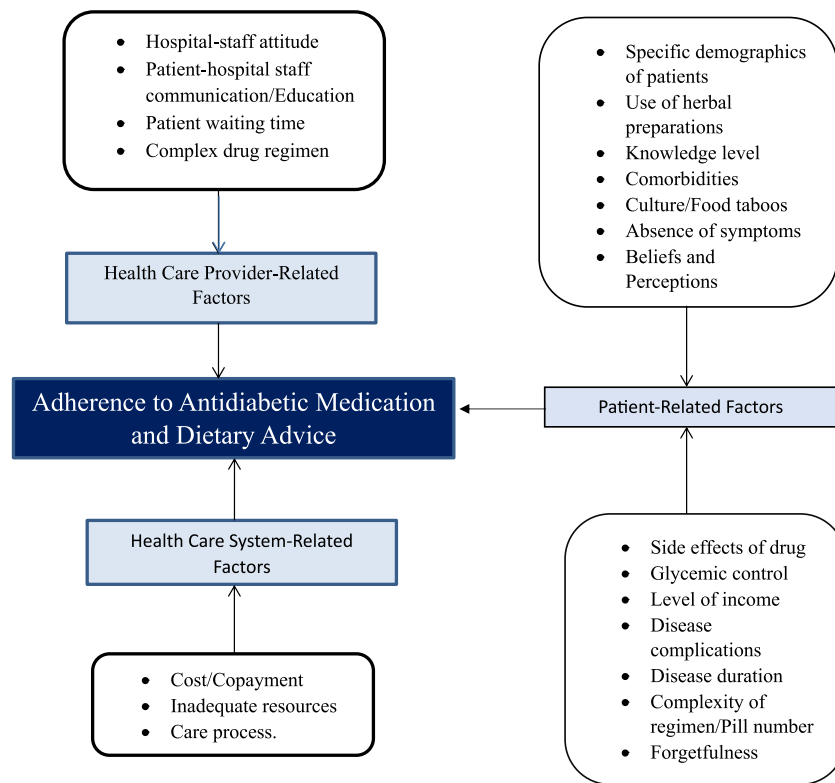 • Hospital-staff attitude
• Patient-hospital staff
communication/Education
• Patient waiting time
• Complex drug regimen
• Specific demographics
of patients
• Use of herbal
preparations
• Knowledge level
• Comorbidities
• Culture/Food taboos
• Absence of symptoms
• Beliefs and
Perceptions
Health Care Provider-Related
Factors
Adherence to Antidiabetic Medication
and Dietary Advice
Patient-Related Factors
Health Care System-Related
Factors
• Side effects of drug
• Glycemic control
• Level of income
• Disease
complications
• Disease duration
• Complexity of
regimen/Pill number
• Forgetfulness
• Cost/Copayment
• Inadequate resources
• Care process.